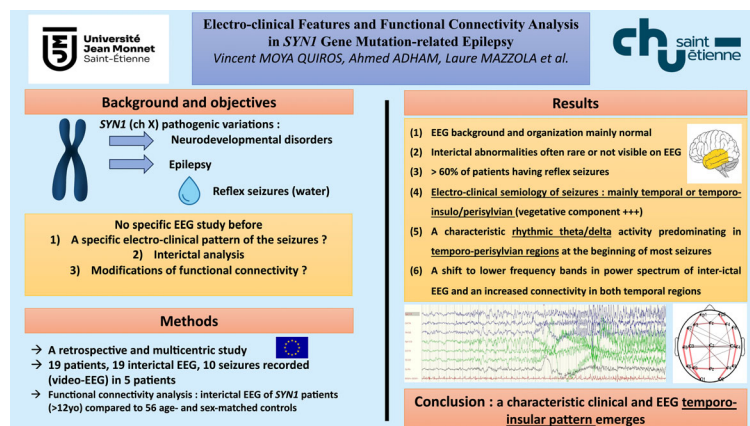 Université
Jean Monnet
Saint-Étienne
Electro-clinical Features and Functional Connectivity Analysis
in SYN1 Gene Mutation-related Epilepsy
Vincent MOYA QUIROS, Ahmed ADHAM, Laure MAZZOLA et al.
chu saint
étienne
Background and objectives
SYN1 (ch X) pathogenic variations :
Neurodevelopmental disorders
Epilepsy
Reflex seizures (water)
No specific EEG study before
1) A specific electro-clinical pattern of the seizures ?
2) Interictal analysis
3) Modifications of functional connectivity ?
Methods
→ A retrospective and multicentric study
→ 19 patients, 19 interictal EEG, 10 seizures recorded
(video-EEG) in 5 patients
→ Functional connectivity analysis : interictal EEG of SYN1 patients
(>12yo) compared to 56 age- and sex-matched controls
Results
(1) EEG background and organization mainly normal
(2) Interictal abnormalities often rare or not visible on EEG
(3) > 60% of patients having reflex seizures
(4) Electro-clinical semiology of seizures : mainly temporal or temporo-
insulo/perisylvian (vegetative component +++)
(5) A characteristic rhythmic theta/delta activity predominating in
temporo-perisylvian regions at the beginning of most seizures
(6) A shift to lower frequency bands in power spectrum of inter-ictal
EEG and an increased connectivity in both temporal regions
Conclusion : a characteristic clinical and EEG temporo-
insular pattern emerges